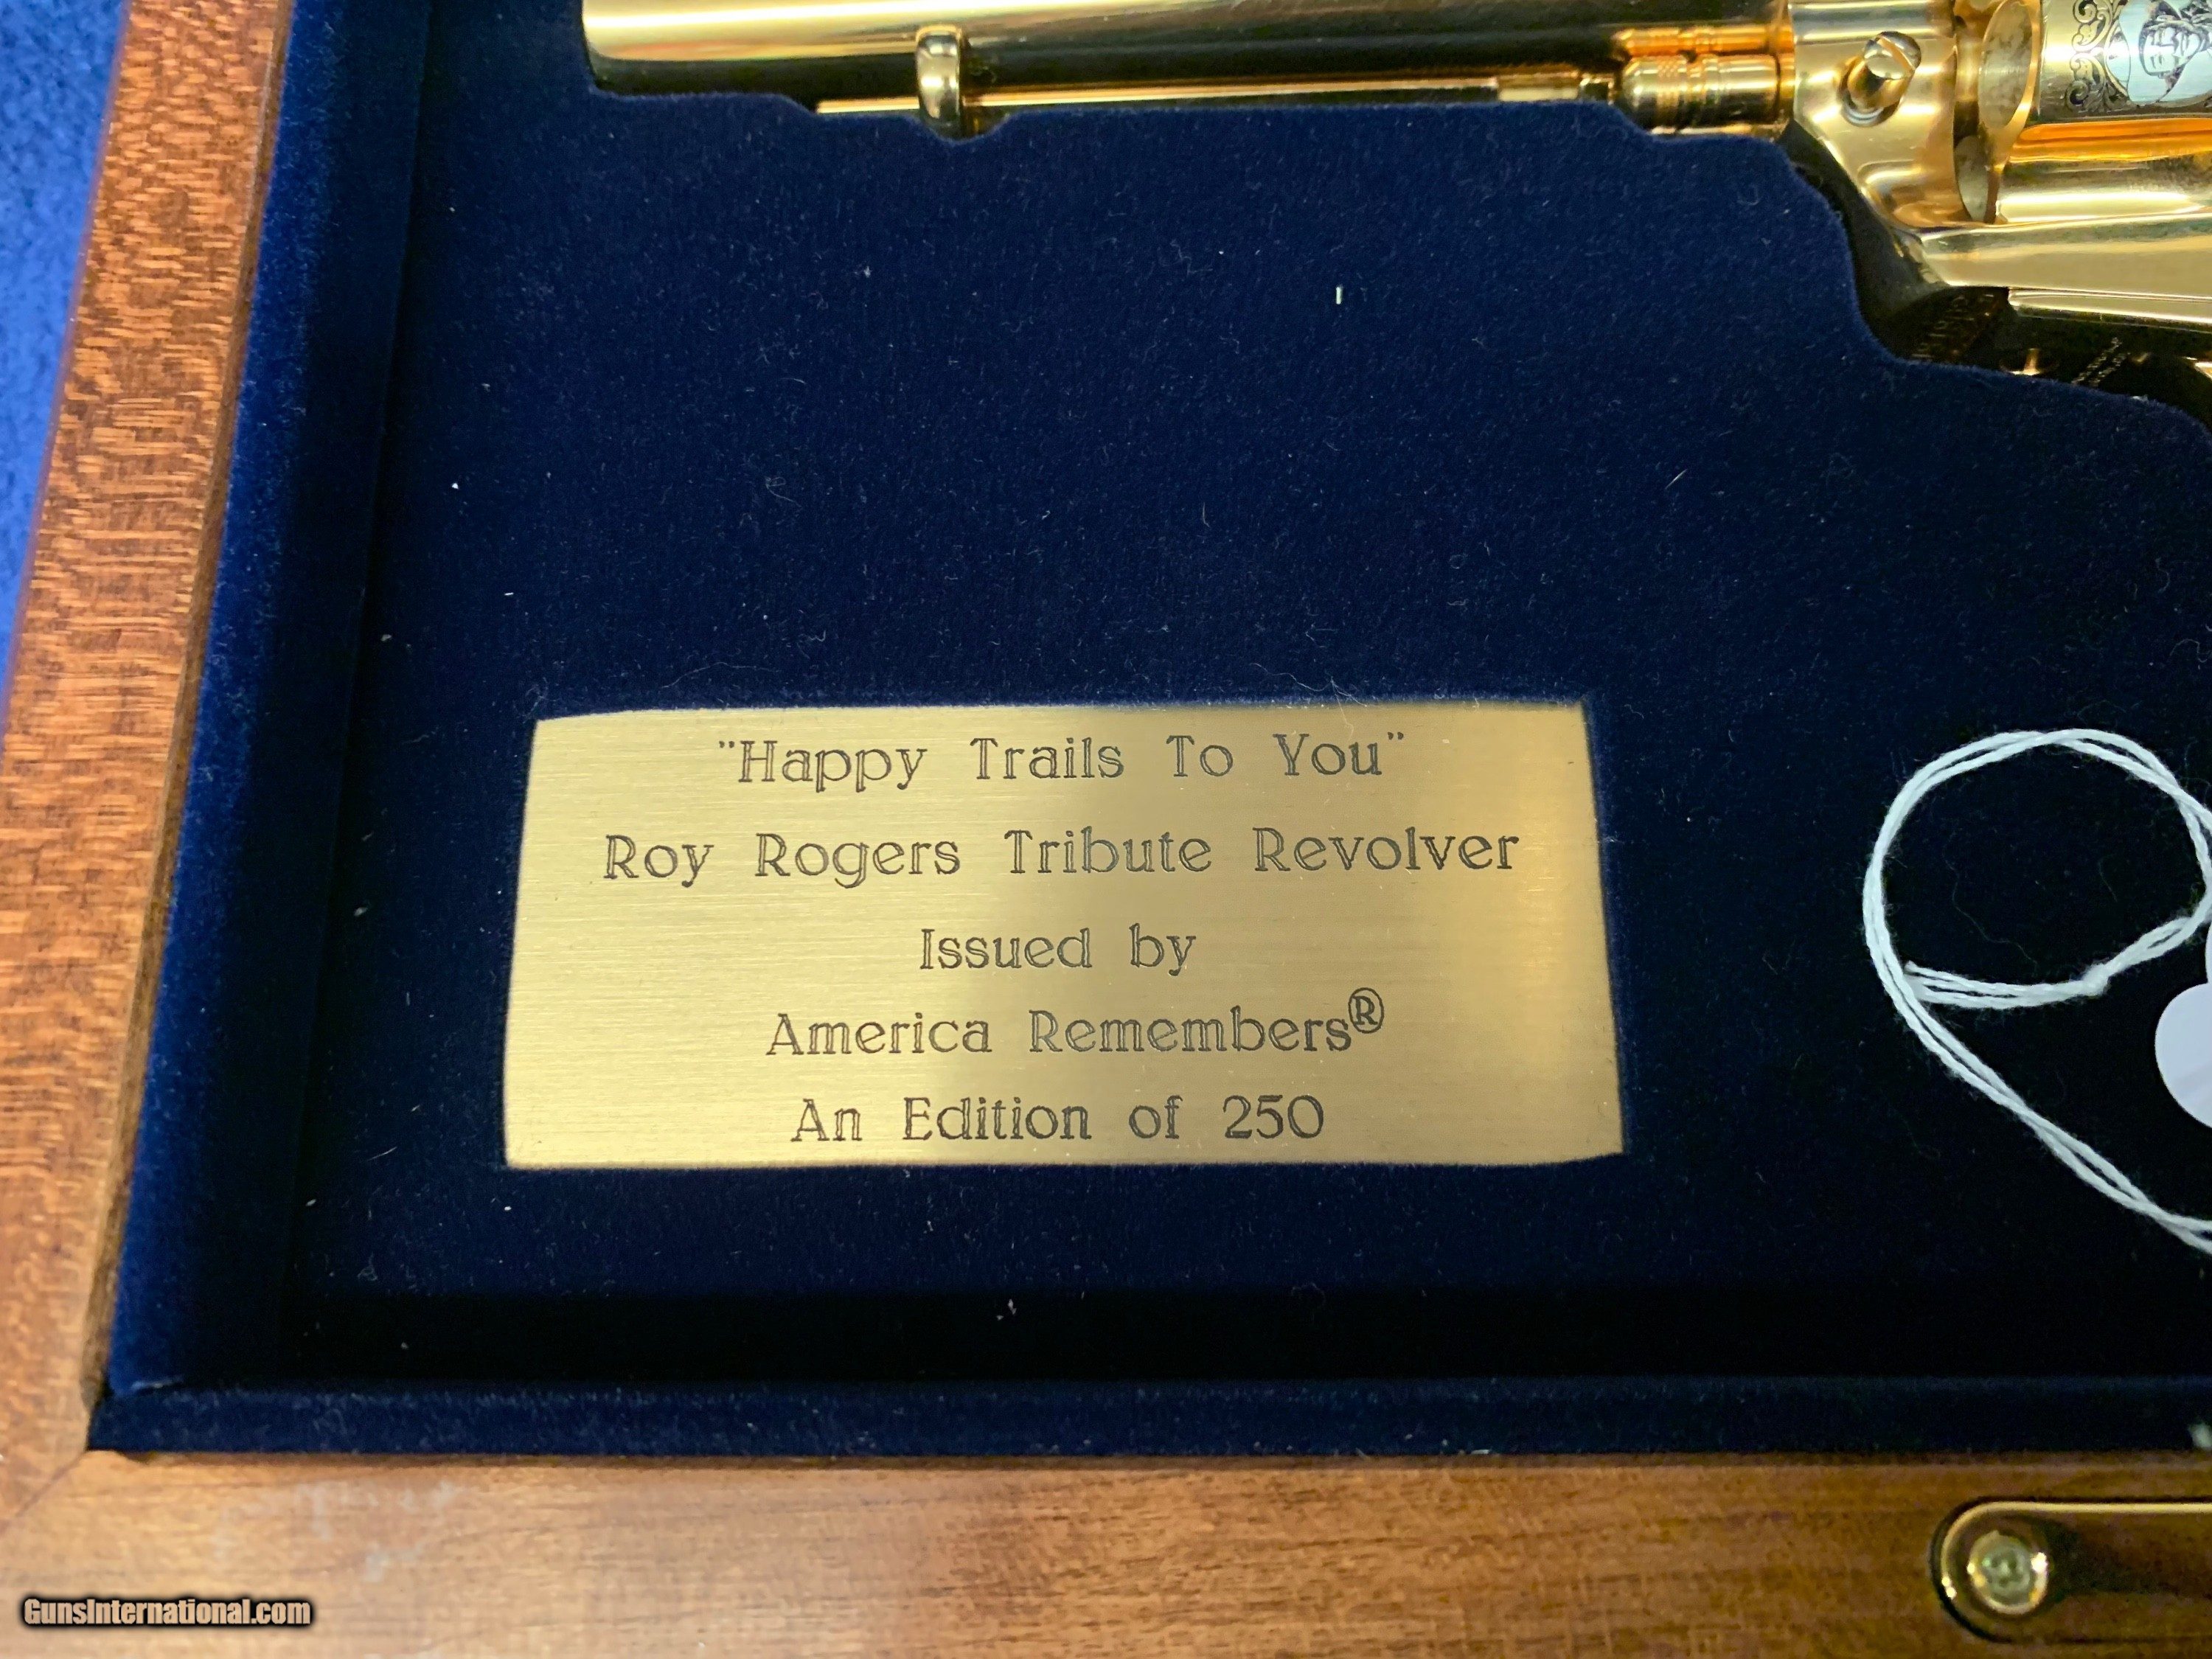 "Happy Trails To You"
Roy Rogers Tribute Revolver
Issued by
America Remembers®
An Edition of 250
GunsInternational.com